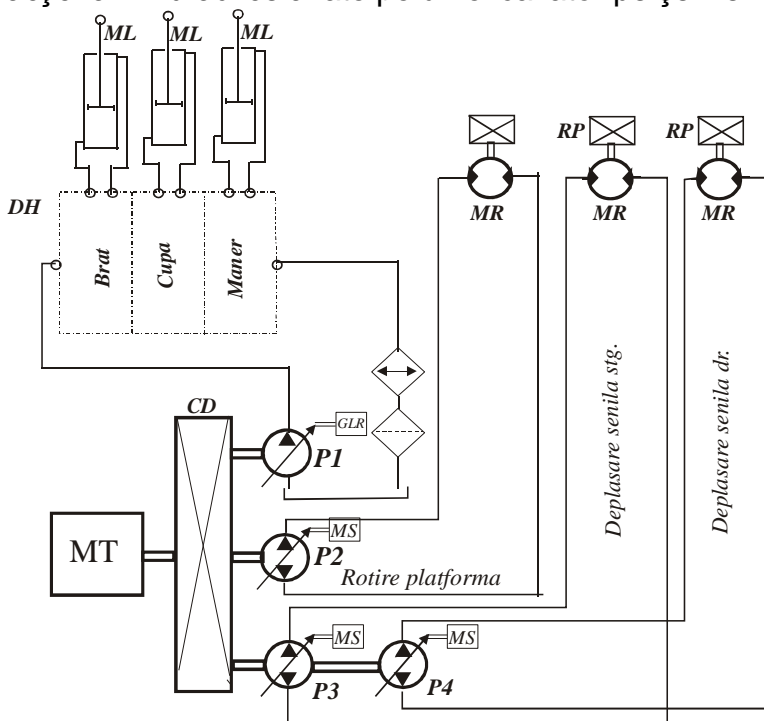 ML ML ML
RP RP
MR MR MR
DH
Brat
Cupa
Maner
Deplasare senila stg.
Deplasare senila dr.
CD
GLR
P1
MT
MS
P2
Rotire platforma
MS MS
P3 P4